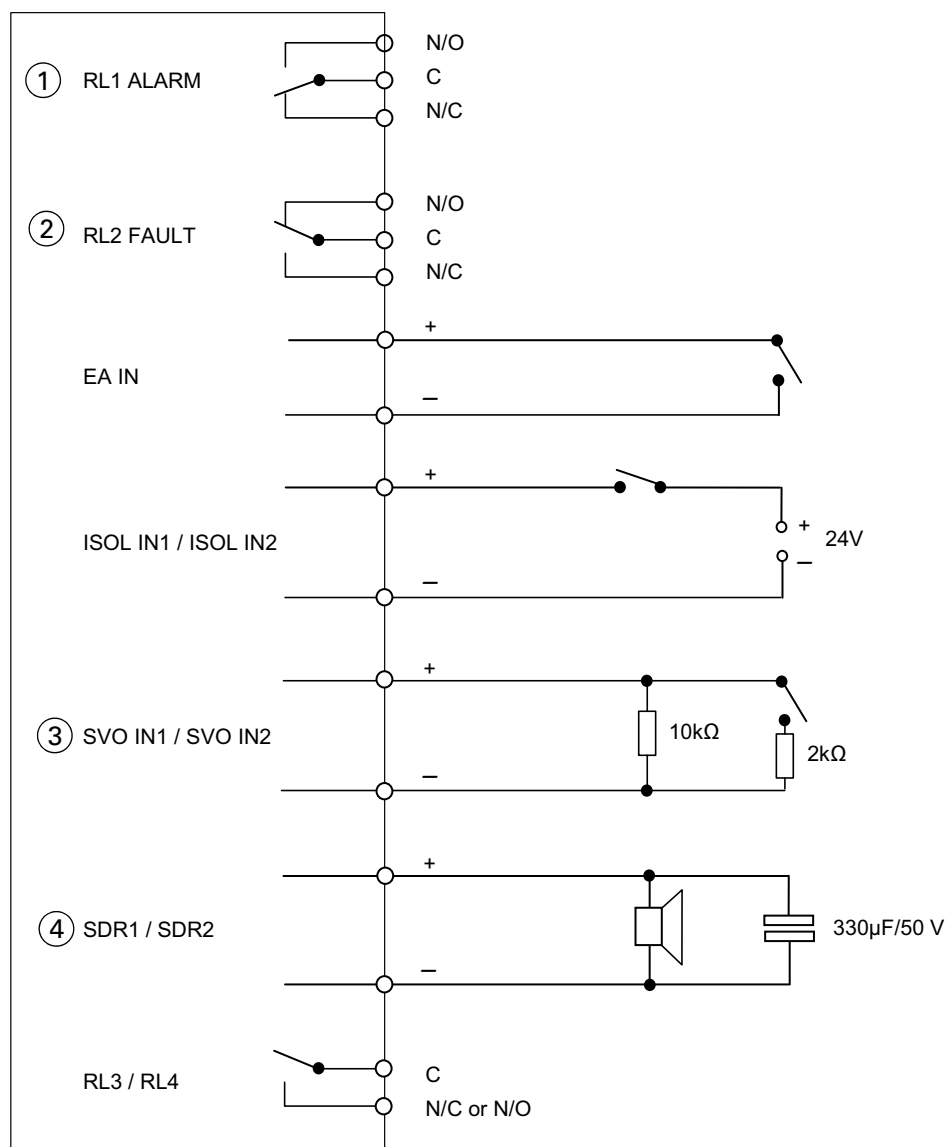 N/O
1 RL1 ALARM
C
N/C
N/O
2 RL2 FAULT
C
N/C
+
EA IN
–
+
ISOL IN1 / ISOL IN2
+
24V
–
–
+
3 SVO IN1 / SVO IN2
10kΩ
2kΩ
–
+
4 SDR1 / SDR2
330µF/50 V
–
RL3 / RL4
C
N/C or N/O